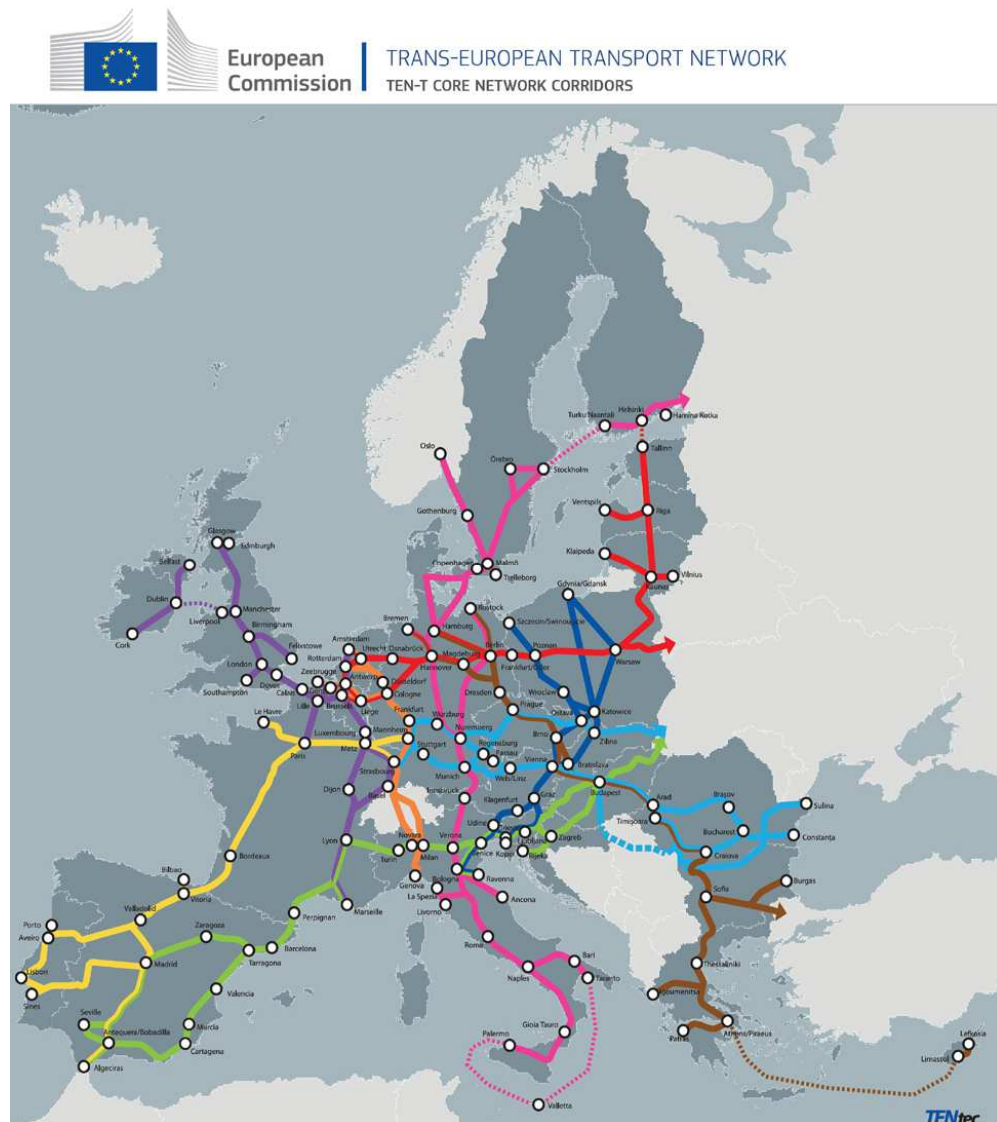 European
Commission
TRANS-EUROPEAN TRANSPORT NETWORK
TEN-T CORE NETWORK CORRIDORS
Helsinki
Turku/Naantali
Hamina Kotka
Tallinn
Oslo
Örebro
Stockholm
Ventspils
Riga
Gothenburg
Klaipeda
Glasgow
Edinburgh
Belfast
Copenhagen
Malmö
Trelleborg
Kaunas
Vilnius
Gdynia/Gdansk
Dublin
Liverpool
Manchester
Rostock
Szczecin/Swinoujscie
Cork
Birmingham
Bremen
Hamburg
Felixstowe
Amsterdam
Utrecht
Osnabrück
Magdeburg
Berlin
Poznan
Warsaw
London
Rotterdam
Hannover
Frankfurt/Oder
Southampton
Dover
Zeebrugge
Antwerp
Düsseldorf
Cologne
Dresden
Wroclaw
Calais
Lille
Brussels
Liège
Prague
Ostrava
Katowice
Le Havre
Frankfurt
Würzburg
Luxembourg
Mannheim
Nuremberg
Brno
Zilina
Paris
Metz
Stuttgart
Regensburg
Passau
Strasbourg
Munich
Wels/Linz
Vienna
Bratislava
Dijon
Basel
Innsbruck
Budapest
Klagenfurt
Graz
Arad
Brașov
Sulina
Udine
Timișoara
Bucharest
Constanța
Lyon
Novara
Milan
Verona
Venice
Koper
Ljubljana
Zagreb
Rijeka
Turin
Craiova
Bordeaux
Genova
Bologna
Ravenna
Bilbao
Vitoria
La Spezia
Livorno
Ancona
Sofia
Burgas
Marseille
Perpignan
Porto
Aveiro
Valladolid
Zaragoza
Rome
Barcelona
Tarragona
Madrid
Bari
Taranto
Naples
Thessaloniki
Lisbon
Sines
Valencia
Igoumenitsa
Seville
Murcia
Antequera/Bobadilla
Cartagena
Gioia Tauro
Palermo
Patras
Athens/Piraeus
Lefkosia
Limassol
Algeciras
Valletta
TENtec